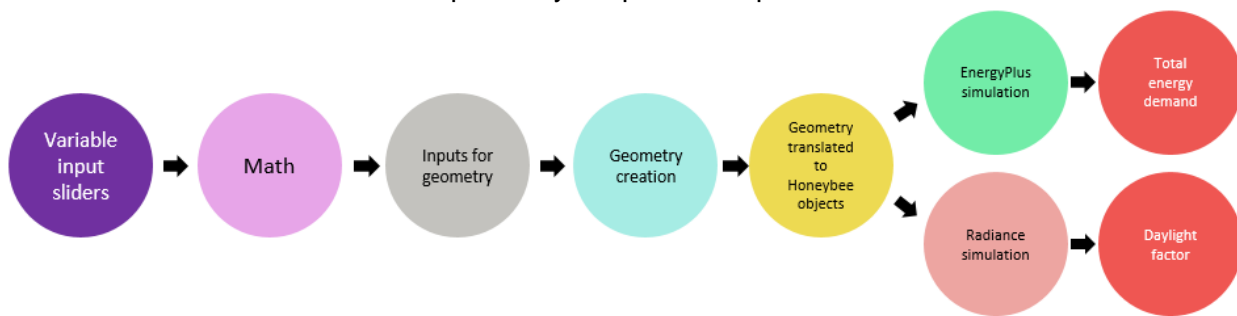 Variable
input
sliders
Math
Inputs for
geometry
Geometry
creation
Geometry
translated
to
Honeybee
objects
EnergyPlus
simulation
Total
energy
demand
Radiance
simulation
Daylight
factor